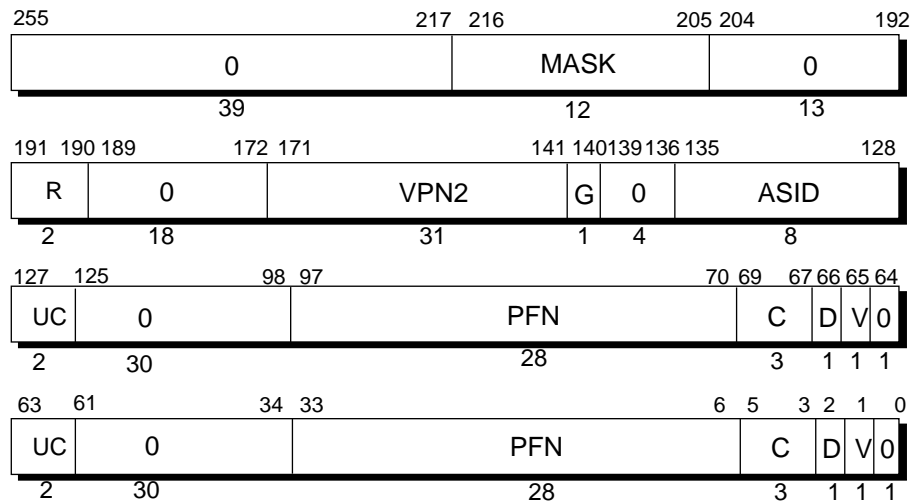 255 217 216 205 204 192
0 MASK 0
39 12 13
191 190 189 172 171 141 140 139 136 135 128
R 0 VPN2 G 0 ASID
2 18 31 1 4 8
127 125 98 97 70 69 67 66 65 64
UC 0 PFN C D V 0
2 30 28 3 1 1 1
63 61 34 33 6 5 3 2 1 0
UC 0 PFN C D V 0
2 30 28 3 1 1 1